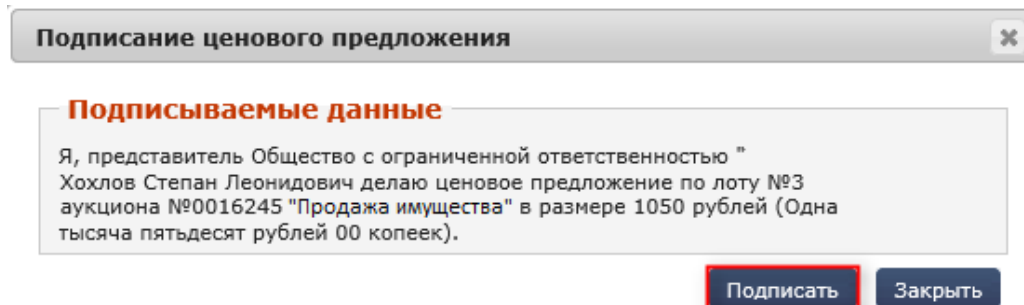 Подписание ценового предложения
Подписываемые данные
Я, представитель Общество с ограниченной ответственностью "
Хохлов Степан Леонидович делаю ценовое предложение по лоту №3
аукциона №0016245 "Продажа имущества" в размере 1050 рублей (Одна
тысяча пятьдесят рублей 00 копеек).
Подписать Закрыть